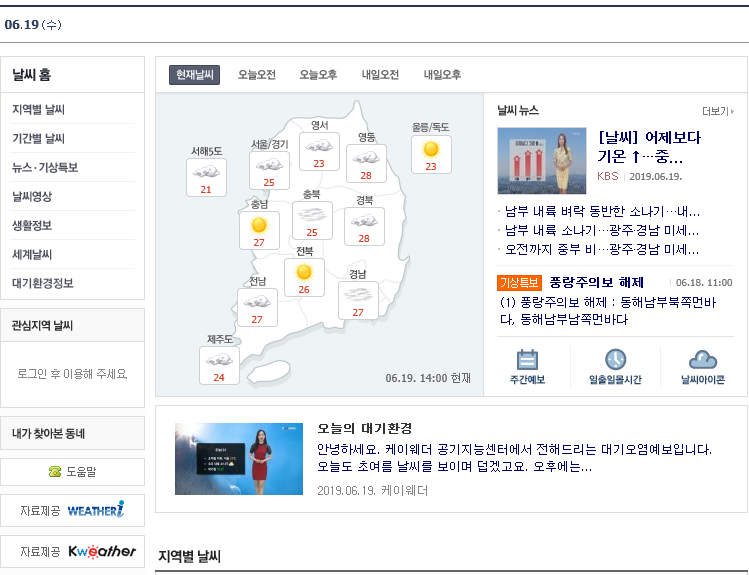 06.19 (수)
날씨 홈
지역별 날씨
기간별 날씨
뉴스·기상특보
날씨영상
생활정보
세계날씨
대기환경정보
관심지역 날씨
로그인 후 이용해 주세요.
내가 찾아본 동네
도움말
자료제공 WEATHERi
자료제공 Kweather
현재날씨 오늘오전 오늘오후 내일오전 내일오후
서해5도
21
서울/경기
25
영서
23
영동
28
울릉/독도
23
충남
27
충북
25
경북
28
전북
26
전남
27
경남
27
제주도
24
06.19. 14:00 현재
날씨 뉴스 더보기
[날씨] 어제보다
기온 ↑…중...
KBS 2019.06.19.
남부 내륙 벼락 동반한 소나기…내...
남부 내륙 소나기…광주·경남 미세...
오전까지 중부 비…광주·경남 미세...
기상특보 풍랑주의보 해제 06.18. 11:00
(1) 풍랑주의보 해제 : 동해남부북쪽먼바
다, 동해남부남쪽먼바다
주간예보 일출일몰시간 날씨아이콘
오늘의 대기환경
안녕하세요. 케이웨더 공기지능센터에서 전해드리는 대기오염예보입니다.
오늘도 초여름 날씨를 보이며 덥겠고요. 오후에는...
2019.06.19. 케이웨더
지역별 날씨